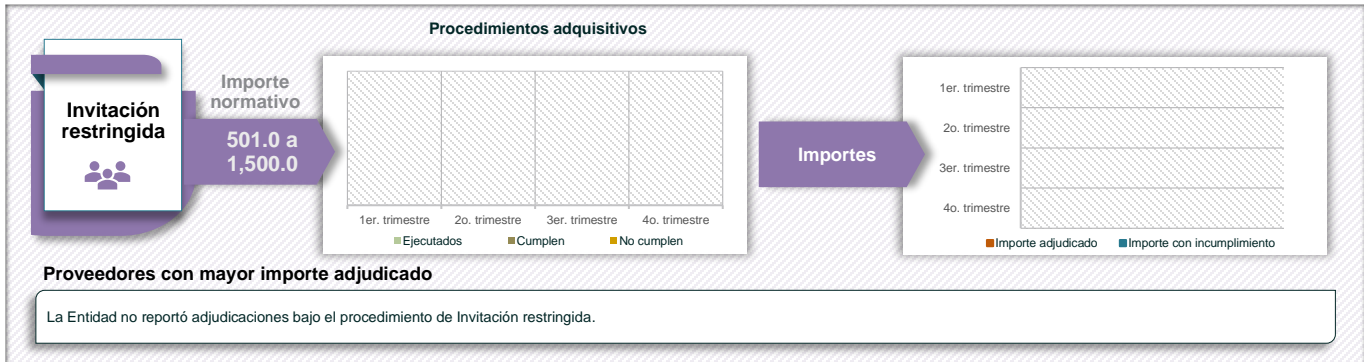 Procedimientos adquisitivos
Invitación
restringida
Importe
normativo
501.0 a
1,500.0
1er. trimestre
2o. trimestre
3er. trimestre
4o. trimestre
Ejecutados
Cumplen
No cumplen
Importes
1er. trimestre
2o. trimestre
3er. trimestre
4o. trimestre
Importe adjudicado
Importe con incumplimiento
Proveedores con mayor importe adjudicado
La Entidad no reportó adjudicaciones bajo el procedimiento de Invitación restringida.